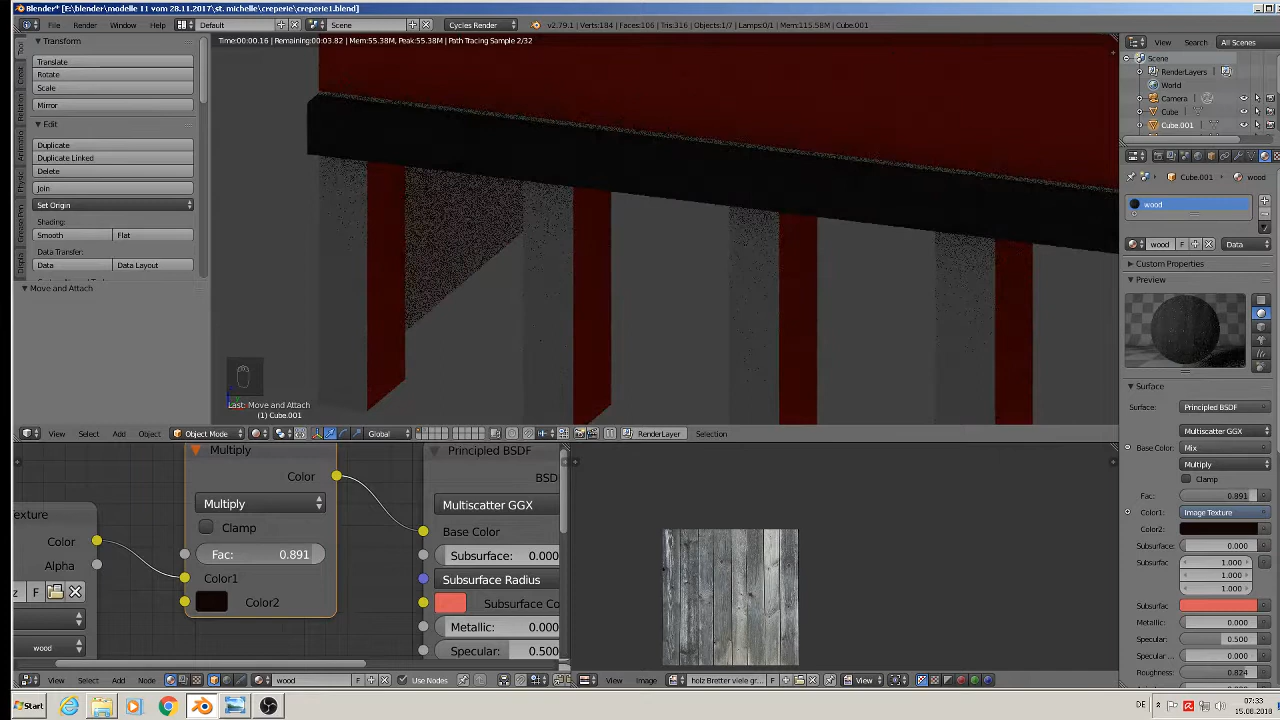 Blender* [E:\blender\modelle 11 vom 28.11.2017\st. michelle\creperie\creperie1.blend]
File Render Window Help Default Scene Cycles Render v2.79.1 | Verts:184 | Faces:106 | Tris:316 | Objects:1/7 | Lamps:0/1 | Mem:115.58M | Cube.001
Time:00:00.16 | Remaining:00:03.82 | Mem:55.38M, Peak:55.38M | Path Tracing Sample 2/32
Transform
Translate
Rotate
Scale
Mirror
Edit
Duplicate
Duplicate Linked
Delete
Join
Set Origin
Shading:
Smooth Flat
Data Transfer:
Data Data Layout
Move and Attach
Last: Move and Attach
(1) Cube.001
View Select Add Object Object Mode Global RenderLayer Selection
Multiply
Color
Multiply
Clamp
Fac: 0.891
Color1
Color2
exture
Color
Alpha
z F
wood
Principled BSDF
BSD
Multiscatter GGX
Base Color
Subsurface: 0.000
Subsurface Radius
Subsurface Co
Metallic: 0.000
Specular: 0.500
View Select Add Node wood F Use Nodes
View Image holz Bretter viele gr... F View
View Search All Scenes
Scene
RenderLayers
World
Camera
Cube
Cube.001
Cube.001 wood
wood
wood F Data
Custom Properties
Preview
Surface
Surface: Principled BSDF
Multiscatter GGX
Base Color: Mix
Multiply
Clamp
Fac: 0.891
Color1: Image Texture
Color2:
Subsurface: 0.000
Subsurfac 1.000
1.000
1.000
Subsurfac
Metallic: 0.000
Specular: 0.500
Specular ... 0.000
Roughness: 0.824
Start DE 07:33
15.08.2018